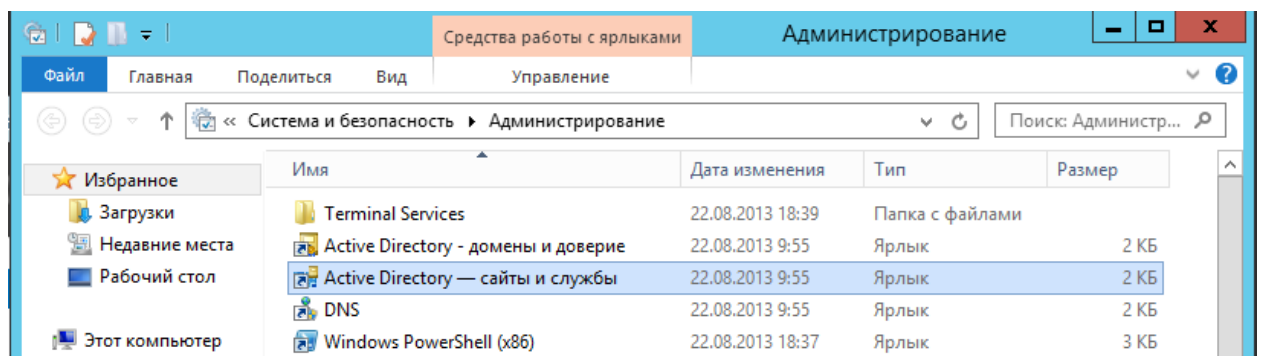 Средства работы с ярлыками Администрирование
Файл Главная Поделиться Вид Управление
« Система и безопасность Администрирование Поиск: Администр...
Имя Дата изменения Тип Размер
Избранное
Загрузки
Недавние места
Рабочий стол
Этот компьютер
Terminal Services 22.08.2013 18:39 Папка с файлами
Active Directory - домены и доверие 22.08.2013 9:55 Ярлык 2 КБ
Active Directory — сайты и службы 22.08.2013 9:55 Ярлык 2 КБ
DNS 22.08.2013 9:55 Ярлык 2 КБ
Windows PowerShell (x86) 22.08.2013 18:37 Ярлык 3 КБ